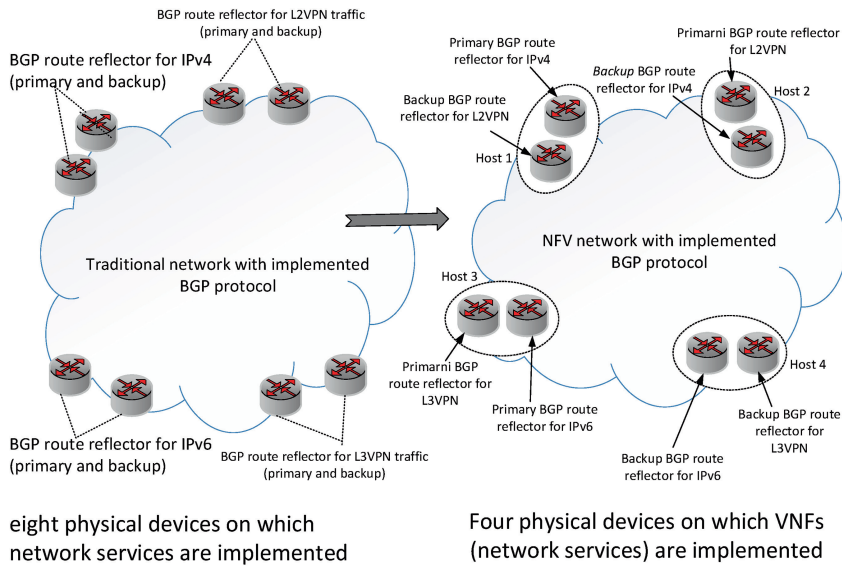 BGP route reflector for L2VPN traffic
(primary and backup)
BGP route reflector for IPv4
(primary and backup)
Traditional network with implemented
BGP protocol
BGP route reflector for IPv6
(primary and backup)
BGP route reflector for L3VPN traffic
(primary and backup)
eight physical devices on which
network services are implemented
Primary BGP route
reflector for IPv4
Backup BGP route
reflector for L2VPN
Host 1
Primarni BGP route reflector
for L2VPN
Backup BGP route
reflector for IPv4
Host 2
NFV network with implemented
BGP protocol
Host 3
Primarni BGP
route reflector for
L3VPN
Primary BGP route
reflector for IPv6
Host 4
Backup BGP route
reflector for IPv6
Backup BGP route
reflector for
L3VPN
Four physical devices on which VNFs
(network services) are implemented